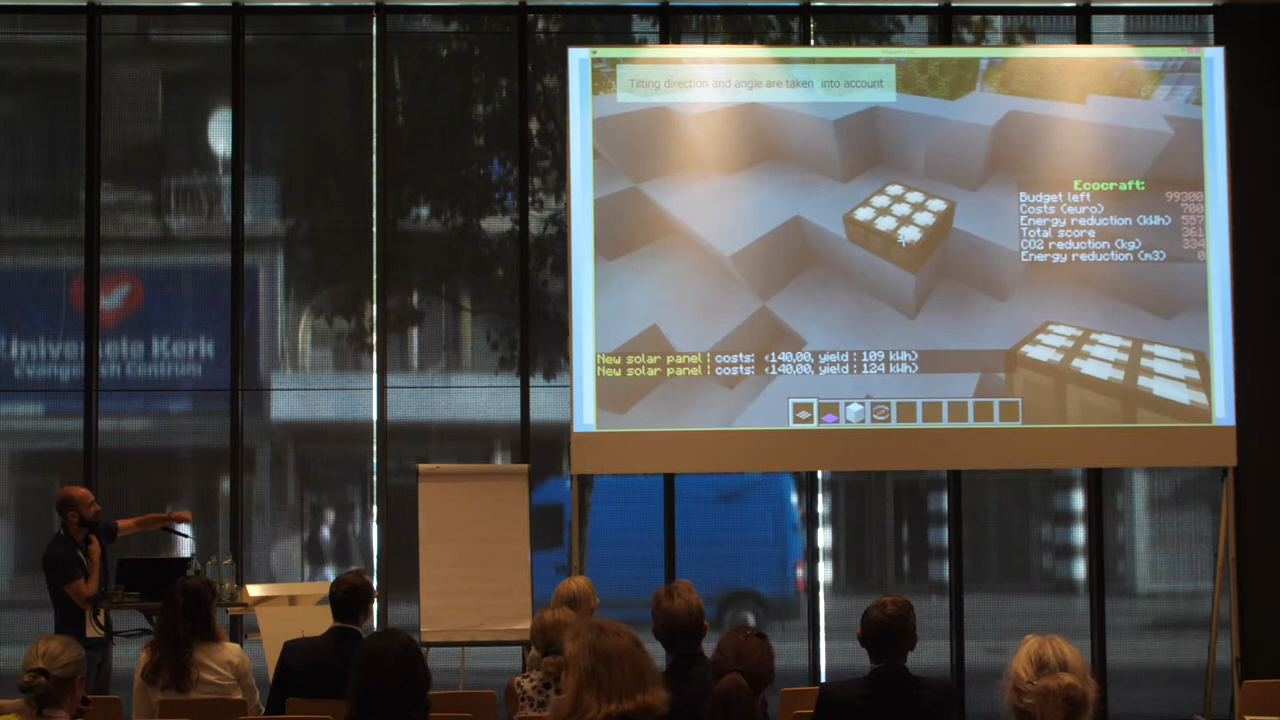 Tilting direction and angle are taken into account
Ecocraft:
Budget left 99300
Costs (euro) 700
Energy reduction (kWh) 557
Total score 361
CO2 reduction (kg) 334
Energy reduction (m3) 0
New solar panel | costs: €140,00, yield : 109 kWh)
New solar panel | costs: €140,00, yield : 124 kWh)
Universele Kerk
Centrum